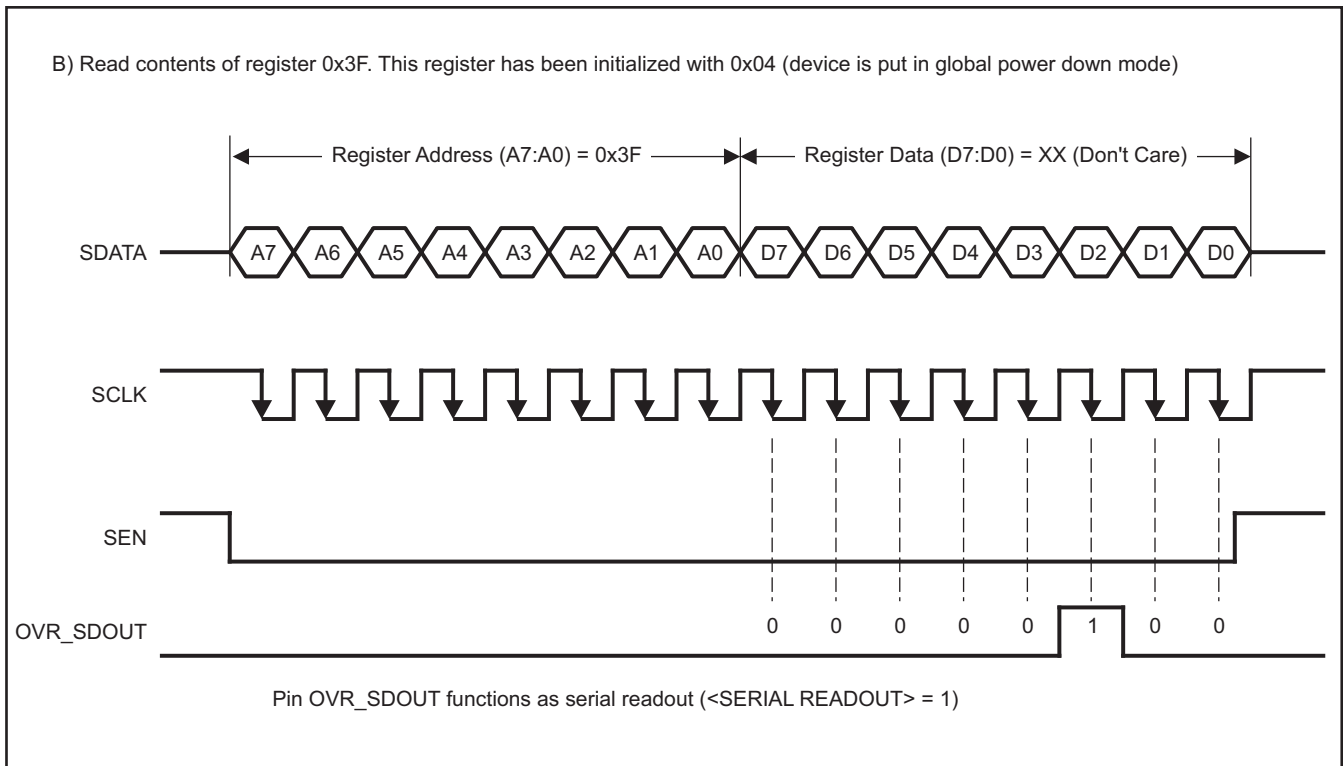 B) Read contents of register 0x3F. This register has been initialized with 0x04 (device is put in global power down mode)
Register Address (A7:A0) = 0x3F
Register Data (D7:D0) = XX (Don't Care)
SDATA
A7 A6 A5 A4 A3 A2 A1 A0 D7 D6 D5 D4 D3 D2 D1 D0
SCLK
SEN
OVR_SDOUT
0 0 0 0 0 1 0 0
Pin OVR_SDOUT functions as serial readout (<SERIAL READOUT> = 1)